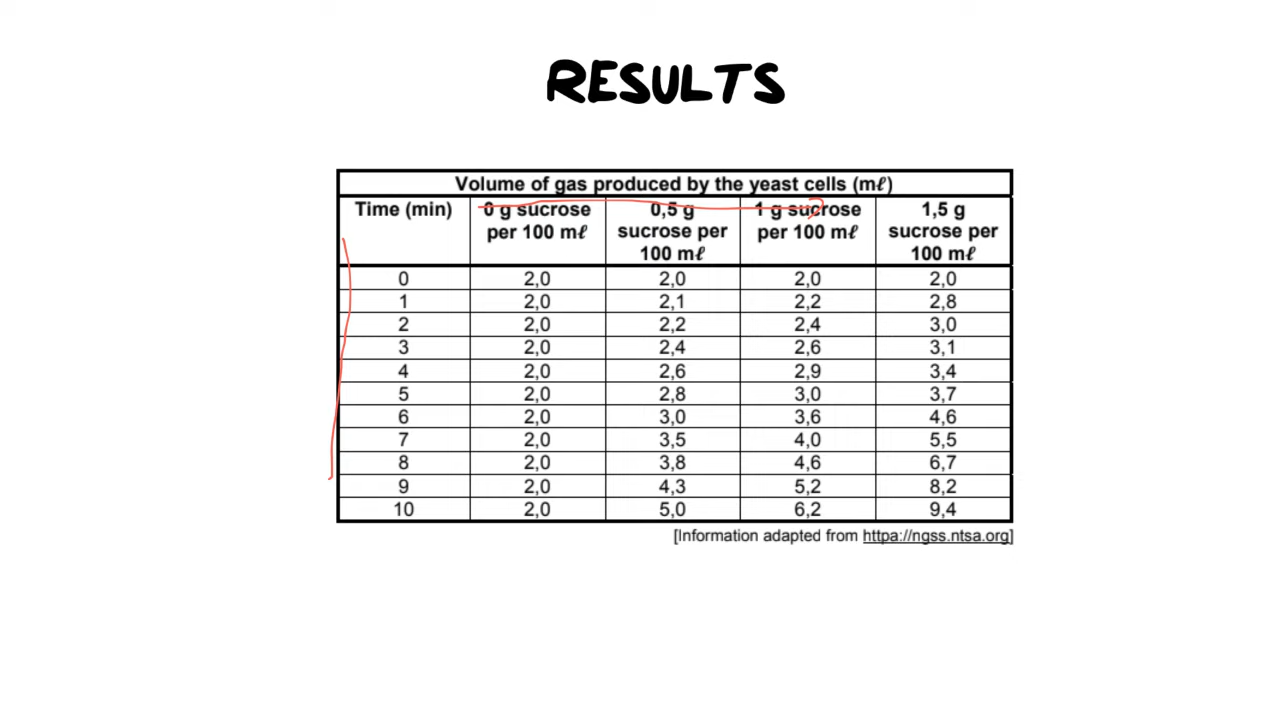 RESULTS
Volume of gas produced by the yeast cells (mℓ)
Time (min) 0 g sucrose per 100 mℓ 0,5 g sucrose per 100 mℓ 1 g sucrose per 100 mℓ 1,5 g sucrose per 100 mℓ
0 2,0 2,0 2,0 2,0
1 2,0 2,1 2,2 2,8
2 2,0 2,2 2,4 3,0
3 2,0 2,4 2,6 3,1
4 2,0 2,6 2,9 3,4
5 2,0 2,8 3,0 3,7
6 2,0 3,0 3,6 4,6
7 2,0 3,5 4,0 5,5
8 2,0 3,8 4,6 6,7
9 2,0 4,3 5,2 8,2
10 2,0 5,0 6,2 9,4
[Information adapted from httpa://ngss.ntsa.org]